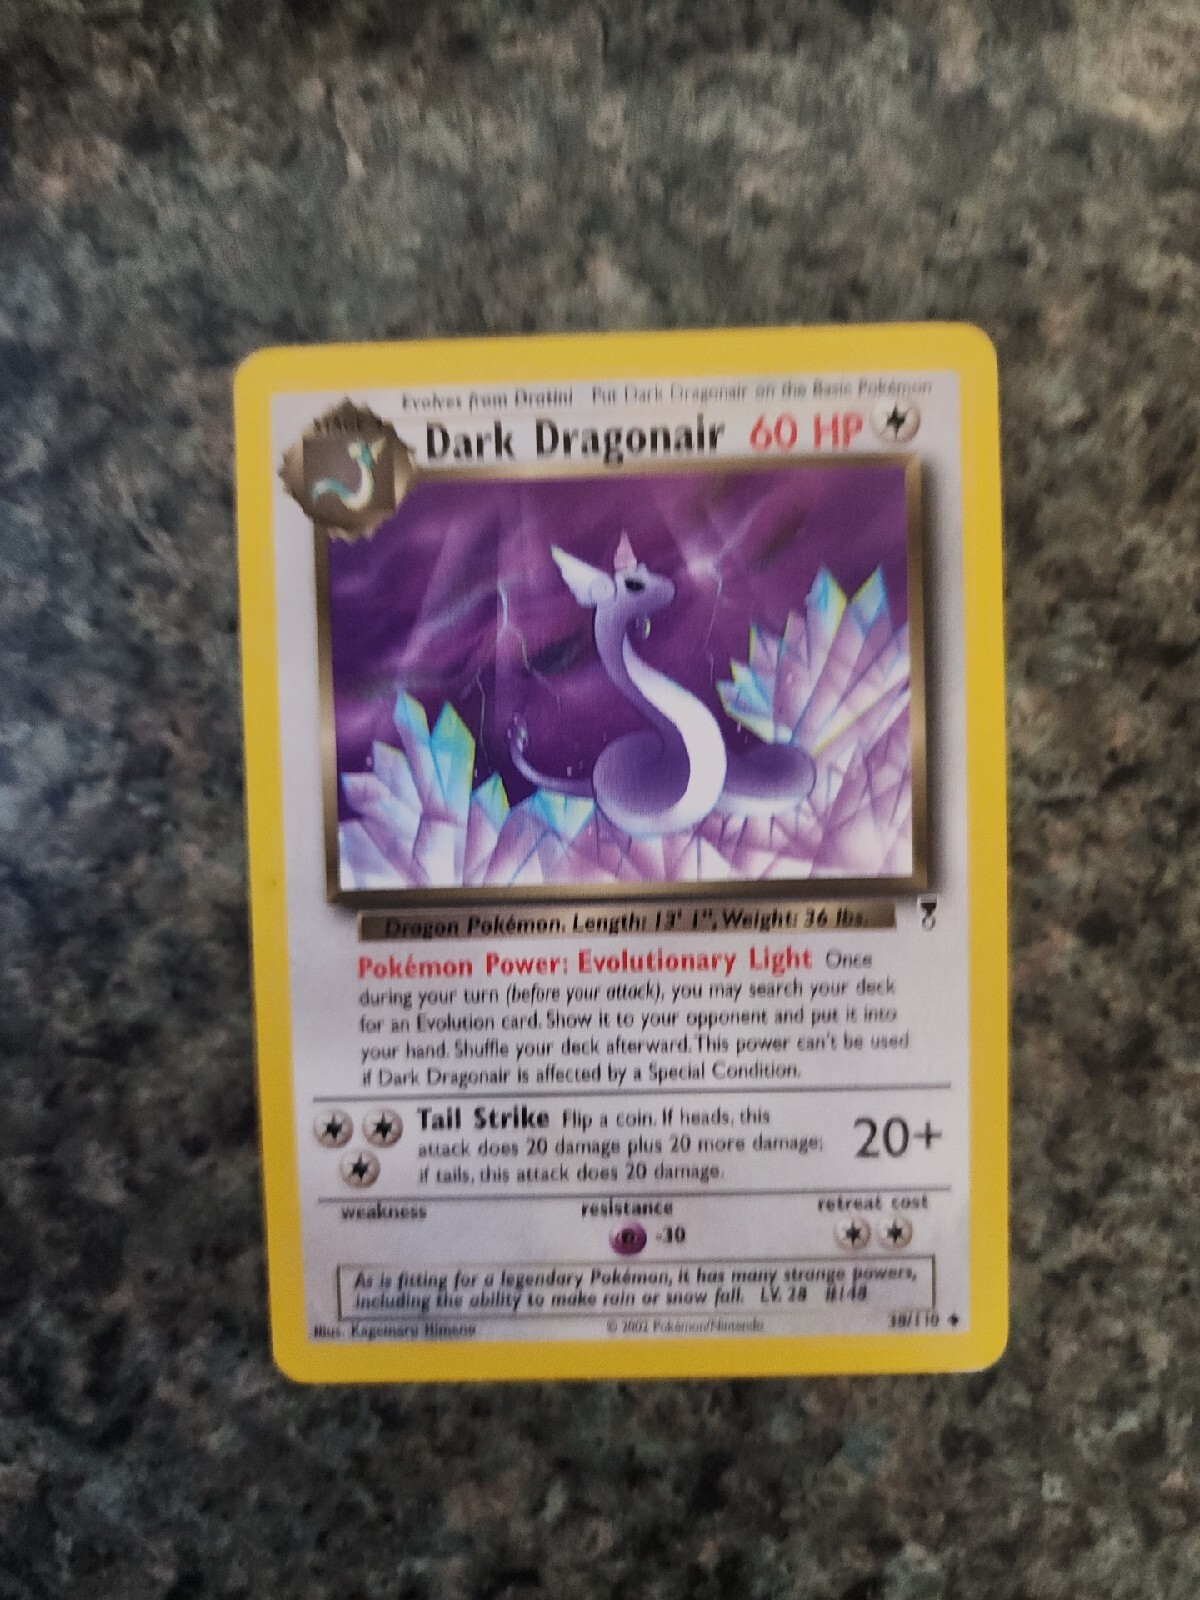 Evolves from Dratini Put Dark Dragonair on the Basic Pokémon
STAGE 1
Dark Dragonair 60 HP
Dragon Pokémon. Length: 13' 1", Weight: 36 lbs.
Pokémon Power: Evolutionary Light Once
during your turn (before your attack), you may search your deck
for an Evolution card. Show it to your opponent and put it into
your hand. Shuffle your deck afterward. This power can't be used
if Dark Dragonair is affected by a Special Condition.
Tail Strike Flip a coin. If heads, this
attack does 20 damage plus 20 more damage;
if tails, this attack does 20 damage.
20+
weakness resistance retreat cost
-30
As is fitting for a legendary Pokémon, it has many strange powers,
including the ability to make rain or snow fall. LV. 28 #148
Illus. Kagemaru Himeno © 2002 Pokémon/Nintendo 38/110